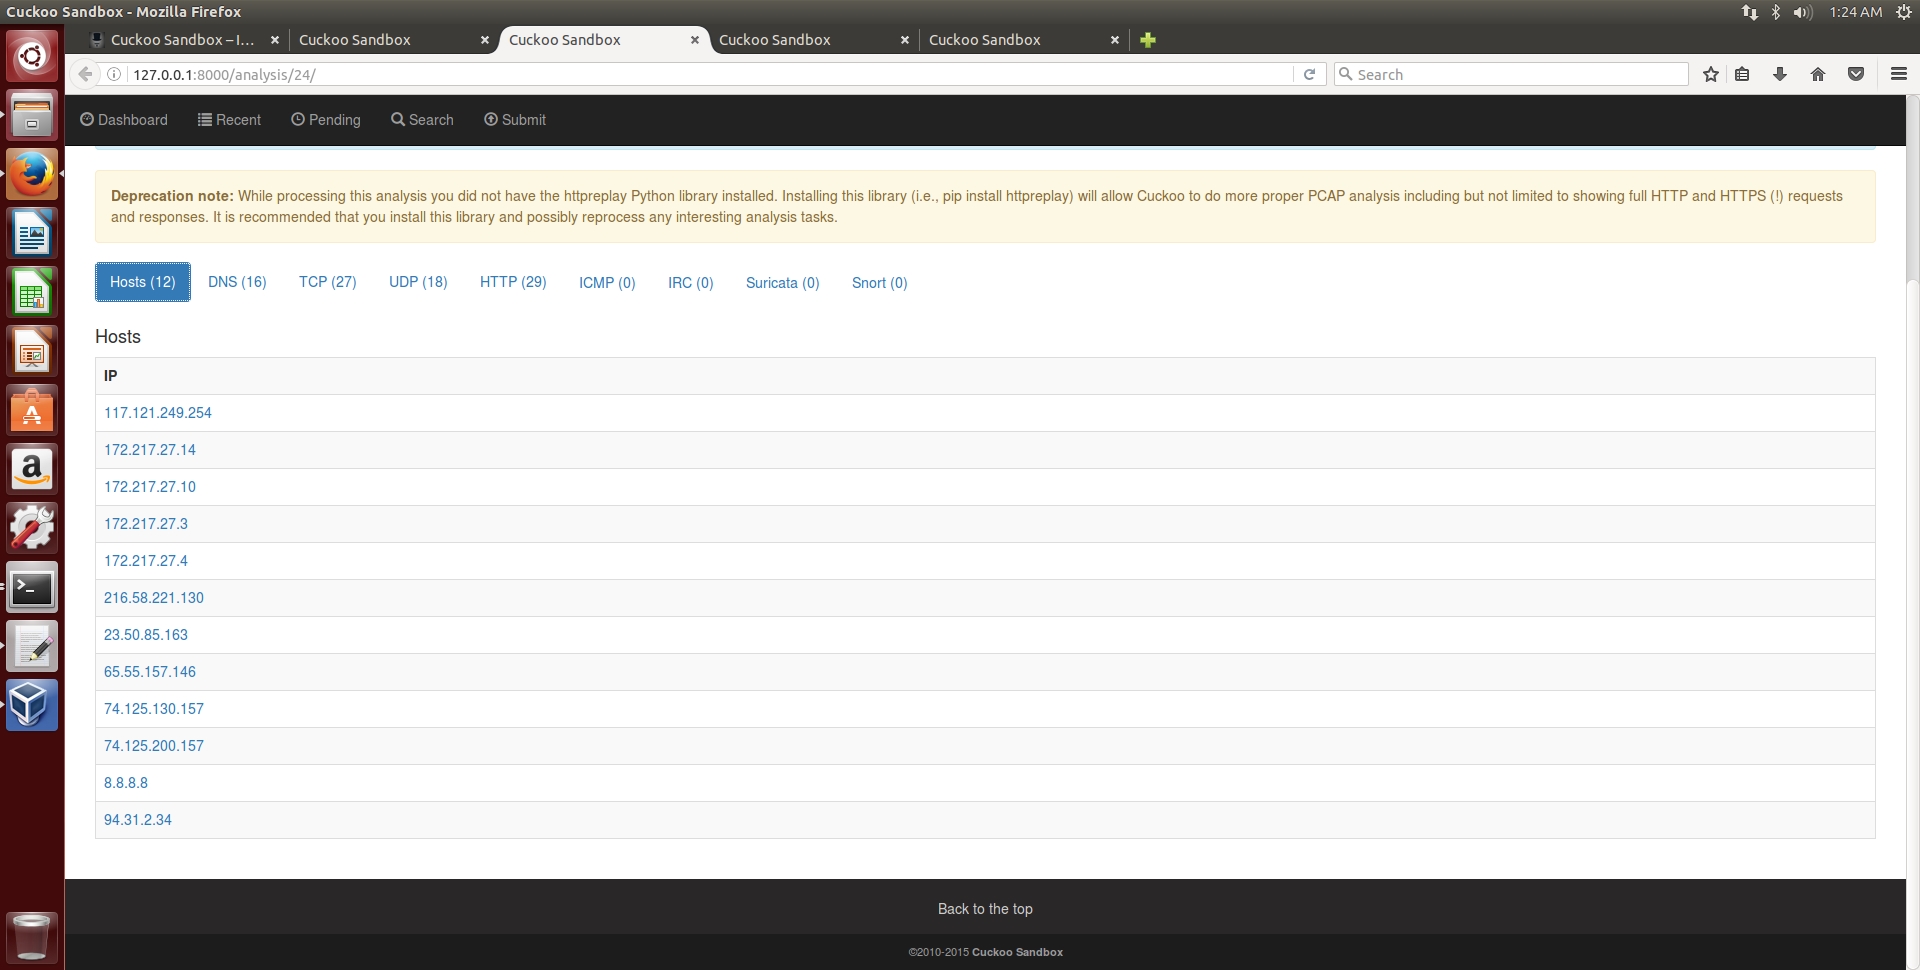 Cuckoo Sandbox - Mozilla Firefox
1:24 AM
Cuckoo Sandbox – I...
Cuckoo Sandbox
Cuckoo Sandbox
Cuckoo Sandbox
Cuckoo Sandbox
127.0.0.1:8000/analysis/24/
Search
Dashboard
Recent
Pending
Search
Submit
Deprecation note: While processing this analysis you did not have the httpreplay Python library installed. Installing this library (i.e., pip install httpreplay) will allow Cuckoo to do more proper PCAP analysis including but not limited to showing full HTTP and HTTPS (!) requests
and responses. It is recommended that you install this library and possibly reprocess any interesting analysis tasks.
Hosts (12)
DNS (16)
TCP (27)
UDP (18)
HTTP (29)
ICMP (0)
IRC (0)
Suricata (0)
Snort (0)
Hosts
IP
117.121.249.254
172.217.27.14
172.217.27.10
172.217.27.3
172.217.27.4
216.58.221.130
23.50.85.163
65.55.157.146
74.125.130.157
74.125.200.157
8.8.8.8
94.31.2.34
Back to the top
©2010-2015 Cuckoo Sandbox